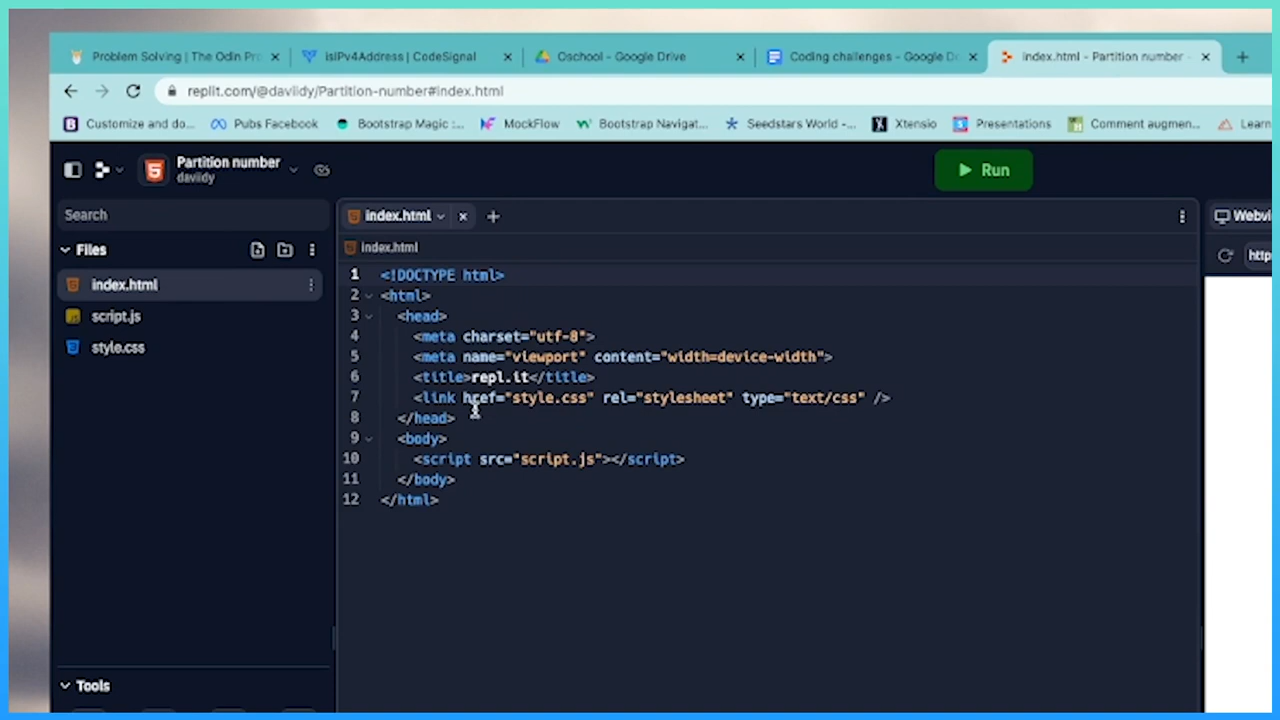 Problem Solving | The Odin Pro
isIPv4Address | CodeSignal
Oschool - Google Drive
Coding challenges - Google Do
index.html - Partition number -
replit.com/@daviidy/Partition-number#index.html
Customize and do...
Pubs Facebook
Bootstrap Magic :...
MockFlow
Bootstrap Navigat...
Seedstars World -...
Xtensio
Presentations
Comment augmen...
Learn
Partition number
daviidy
Run
Search
index.html
Webvi
Files
index.html
http
index.html
script.js
style.css
1 <!DOCTYPE html>
2 <html>
3 <head>
4 <meta charset="utf-8">
5 <meta name="viewport" content="width=device-width">
6 <title>repl.it</title>
7 <link href="style.css" rel="stylesheet" type="text/css" />
8 </head>
9 <body>
10 <script src="script.js"></script>
11 </body>
12 </html>
Tools